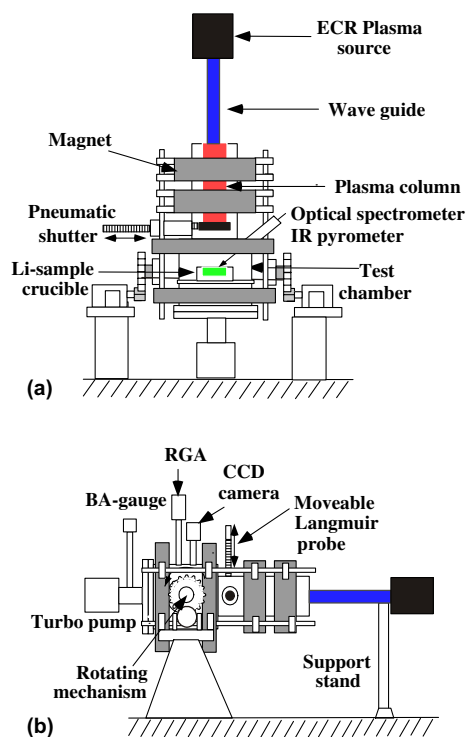 ECR Plasma
source
Wave guide
Magnet
Plasma column
Pneumatic
shutter
Optical spectrometer
IR pyrometer
Li-sample
crucible
Test
chamber
(a)
RGA
CCD
camera
BA-gauge
Moveable
Langmuir
probe
Turbo pump
Rotating
mechanism
Support
stand
(b)